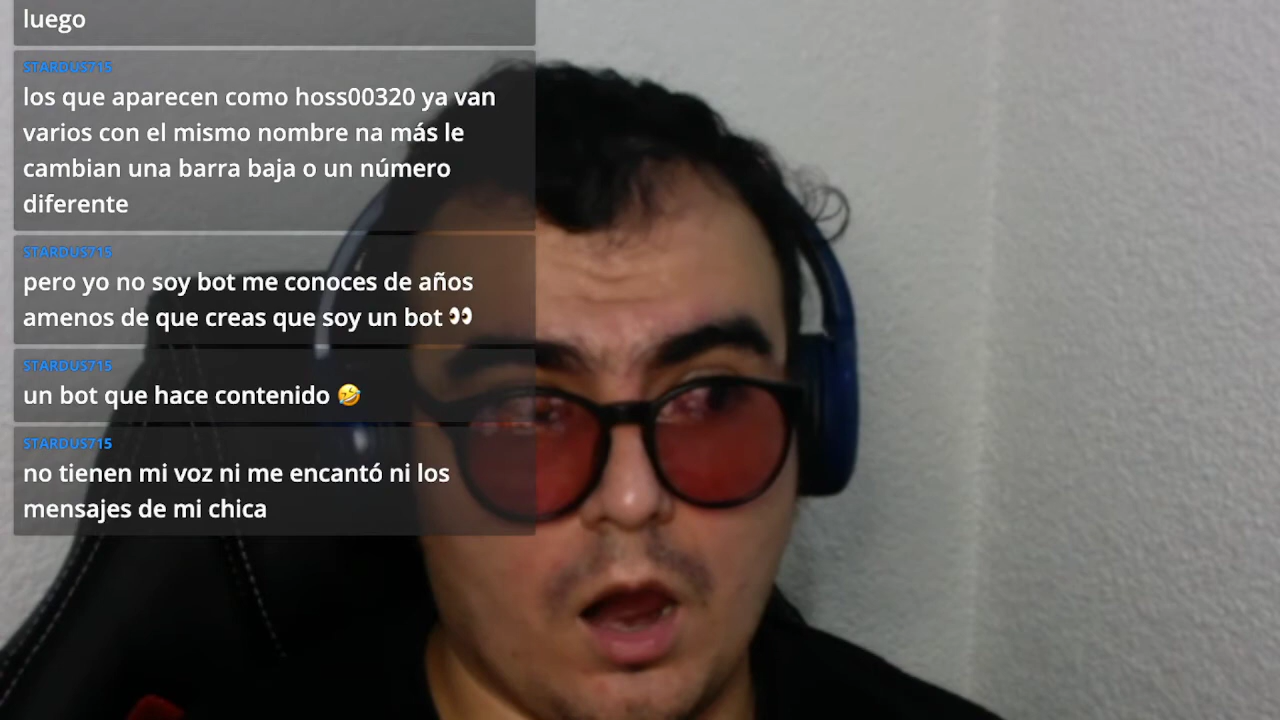 luego
STARDUS715
los que aparecen como hoss00320 ya van
varios con el mismo nombre na más le
cambian una barra baja o un número
diferente
STARDUS715
pero yo no soy bot me conoces de años
amenos de que creas que soy un bot 👀
STARDUS715
un bot que hace contenido 🤣
STARDUS715
no tienen mi voz ni me encantó ni los
mensajes de mi chica